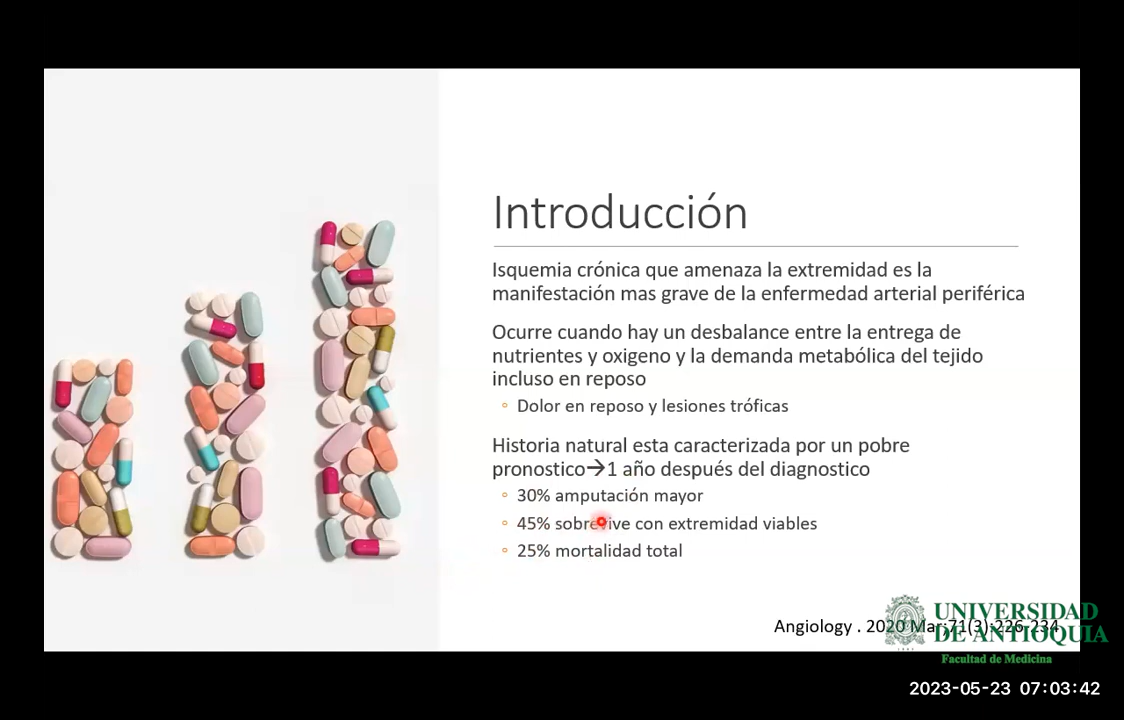 Introducción
Isquemia crónica que amenaza la extremidad es la
manifestación mas grave de la enfermedad arterial periférica
Ocurre cuando hay un desbalance entre la entrega de
nutrientes y oxigeno y la demanda metabólica del tejido
incluso en reposo
◦ Dolor en reposo y lesiones tróficas
Historia natural esta caracterizada por un pobre
pronostico→1 año después del diagnostico
◦ 30% amputación mayor
◦ 45% sobrevive con extremidad viables
◦ 25% mortalidad total
Angiology . 2020 Mar;71(3):226-234
UNIVERSIDAD
DE ANTIOQUIA
Facultad de Medicina
2023-05-23 07:03:42